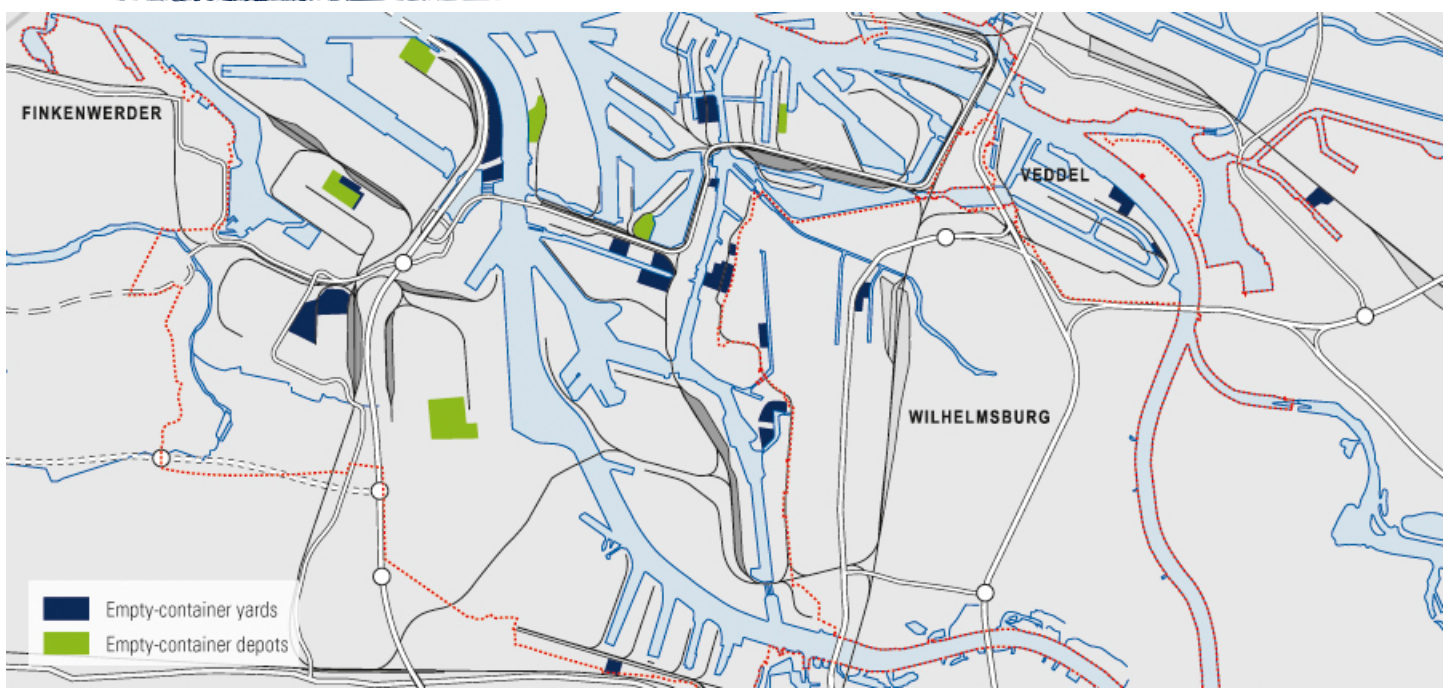 FINKENWERDER
VEDDEL
WILHELMSBURG
Empty-container yards
Empty-container depots